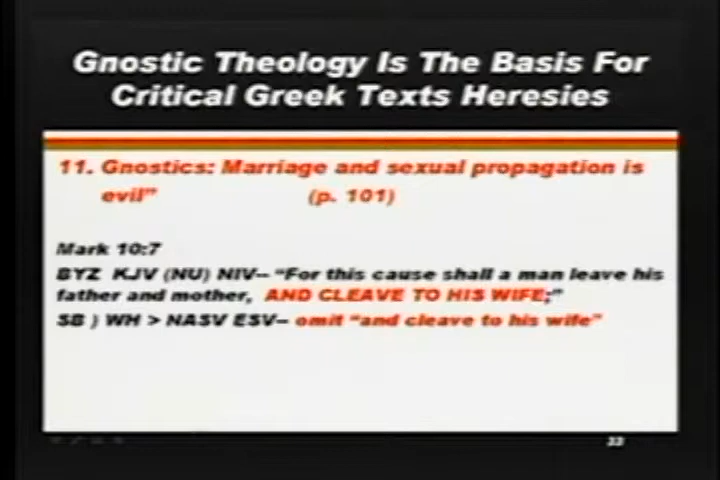 Gnostic Theology Is The Basis For
Critical Greek Texts Heresies
11. Gnostics: Marriage and sexual propagation is
evil” (p. 101)
Mark 10:7
BYZ KJV (NU) NIV-- “For this cause shall a man leave his
father and mother, AND CLEAVE TO HIS WIFE;”
SB ) WH > NASV ESV-- omit “and cleave to his wife”
33